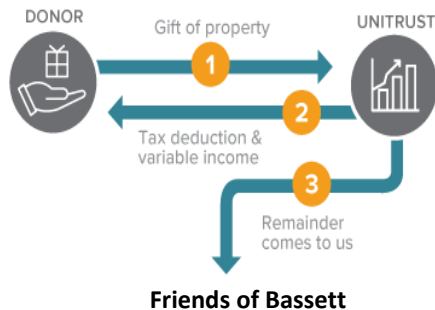 DONOR
UNITRUST
Gift of property
1
2
Tax deduction &
variable income
3
Remainder
comes to us
Friends of Bassett